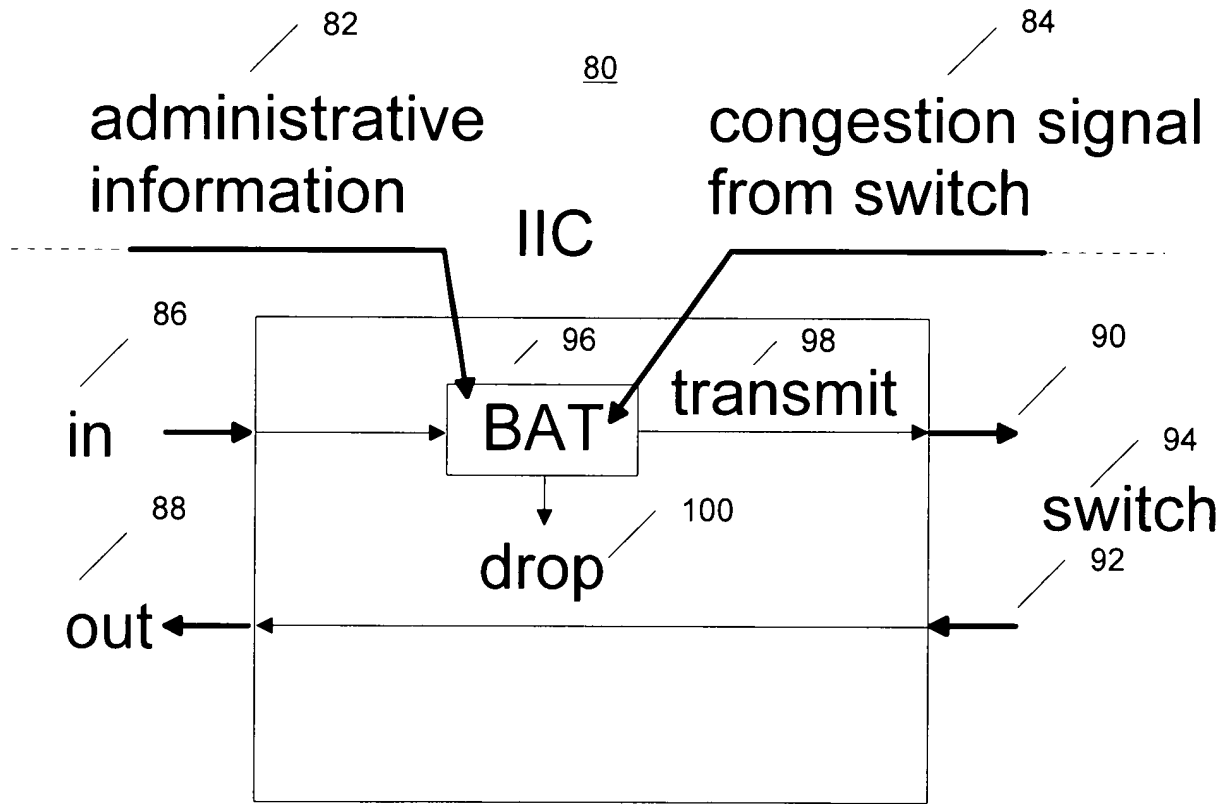 82
80
84
administrative
information
congestion signal
from switch
IIC
86
96
98
90
transmit
in
BAT
94
88
100
switch
drop
92
out